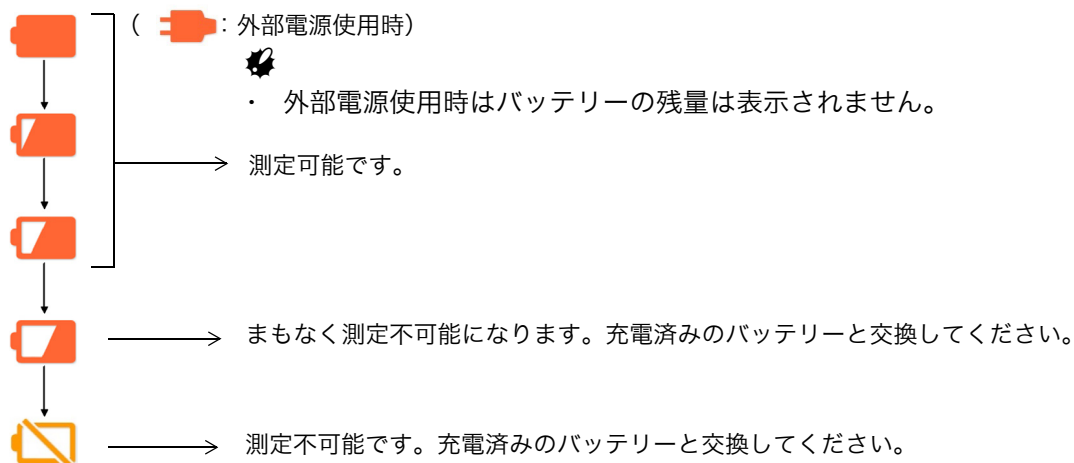 (　：外部電源使用時)
・ 外部電源使用時はバッテリーの残量は表示されません。
測定可能です。
まもなく測定不可能になります。充電済みのバッテリーと交換してください。
測定不可能です。充電済みのバッテリーと交換してください。